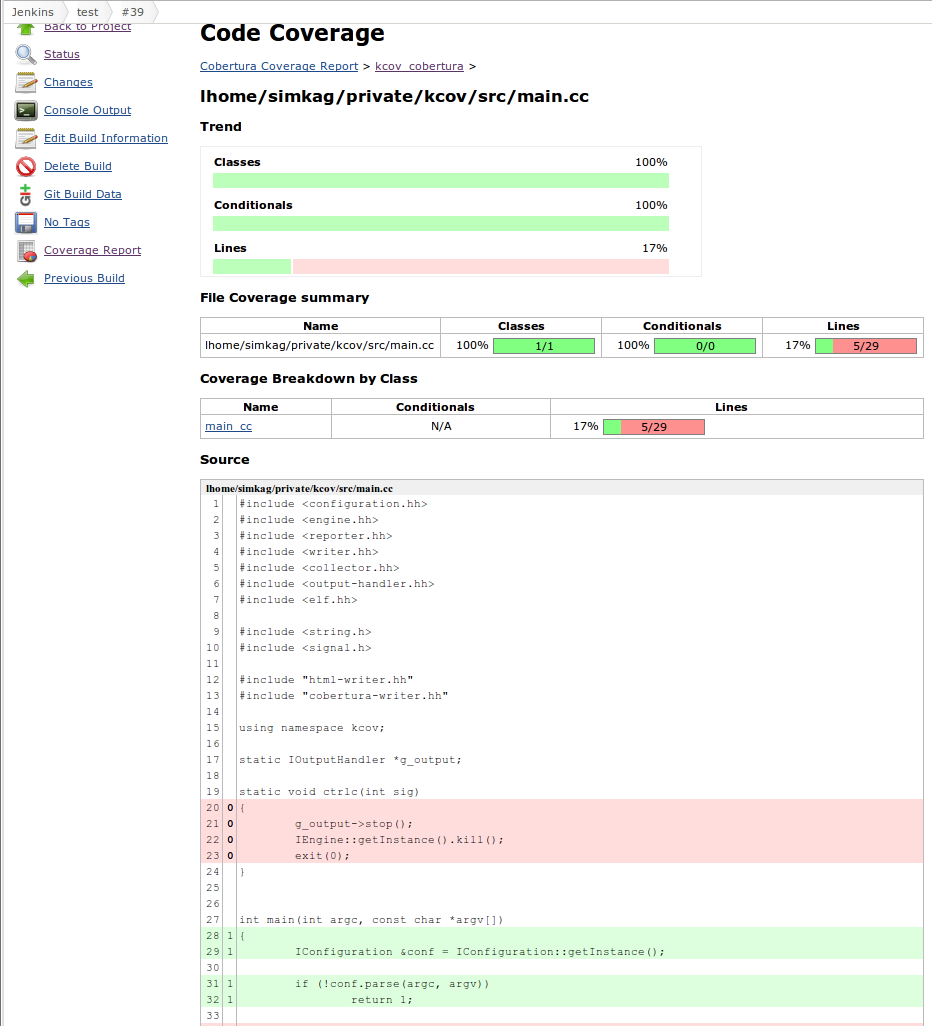 Jenkins test #39
Back to Project
Status
Changes
Console Output
Edit Build Information
Delete Build
Git Build Data
No Tags
Coverage Report
Previous Build
Code Coverage
Cobertura Coverage Report > kcov_cobertura >
lhome/simkag/private/kcov/src/main.cc
Trend
Classes 100%
Conditionals 100%
Lines 17%
File Coverage summary
Name Classes Conditionals Lines
lhome/simkag/private/kcov/src/main.cc 100% 1/1 100% 0/0 17% 5/29
Coverage Breakdown by Class
Name Conditionals Lines
main_cc N/A 17% 5/29
Source
lhome/simkag/private/kcov/src/main.cc
1 #include <configuration.hh>
2 #include <engine.hh>
3 #include <reporter.hh>
4 #include <writer.hh>
5 #include <collector.hh>
6 #include <output-handler.hh>
7 #include <elf.hh>
8
9 #include <string.h>
10 #include <signal.h>
11
12 #include "html-writer.hh"
13 #include "cobertura-writer.hh"
14
15 using namespace kcov;
16
17 static IOutputHandler *g_output;
18
19 static void ctrlc(int sig)
20 0 {
21 0 g_output->stop();
22 0 IEngine::getInstance().kill();
23 0 exit(0);
24 }
25
26
27 int main(int argc, const char *argv[])
28 1 {
29 1 IConfiguration &conf = IConfiguration::getInstance();
30
31 1 if (!conf.parse(argc, argv))
32 1 return 1;
33